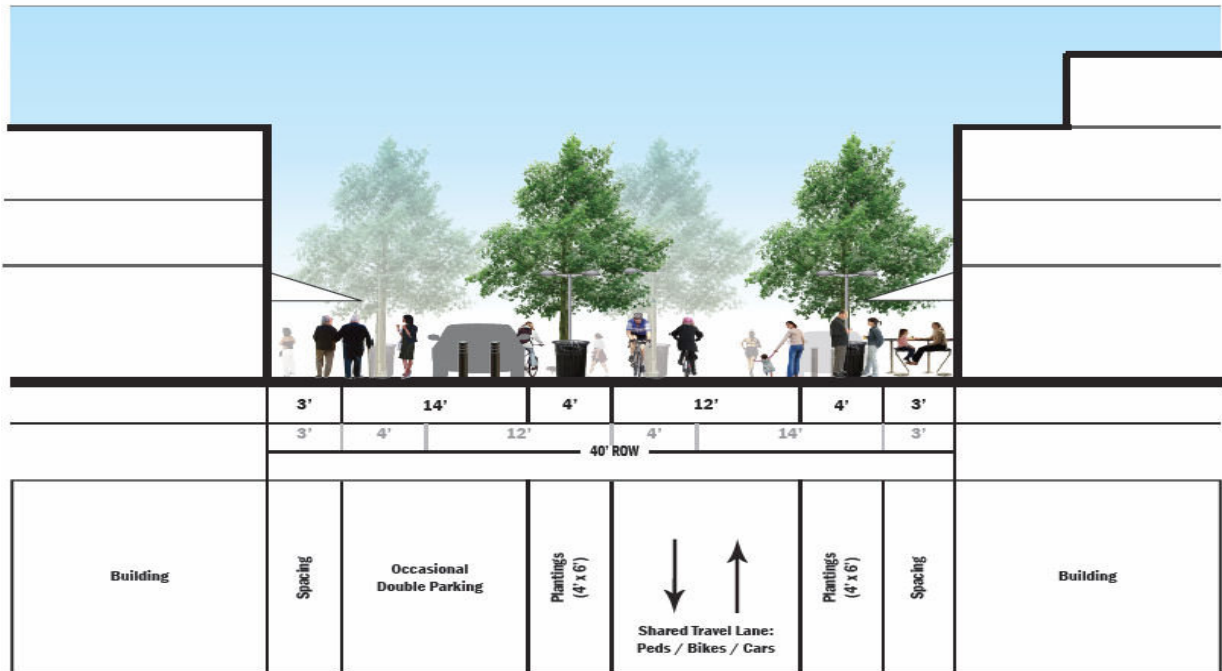 3' 14' 4' 12' 4' 3'
3' 4' 12' 4' 14' 3'
40' ROW
Building
Spacing
Occasional
Double Parking
Plantings
(4' x 6')
Shared Travel Lane:
Peds / Bikes / Cars
Plantings
(4' x 6')
Spacing
Building